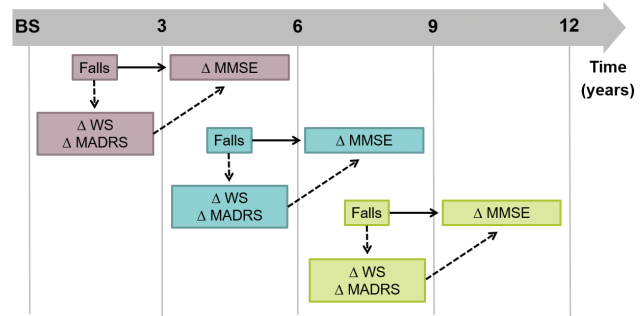 BS 3 6 9 12
Time
(years)
Falls Δ MMSE
Δ WS
Δ MADRS
Falls Δ MMSE
Δ WS
Δ MADRS
Falls Δ MMSE
Δ WS
Δ MADRS